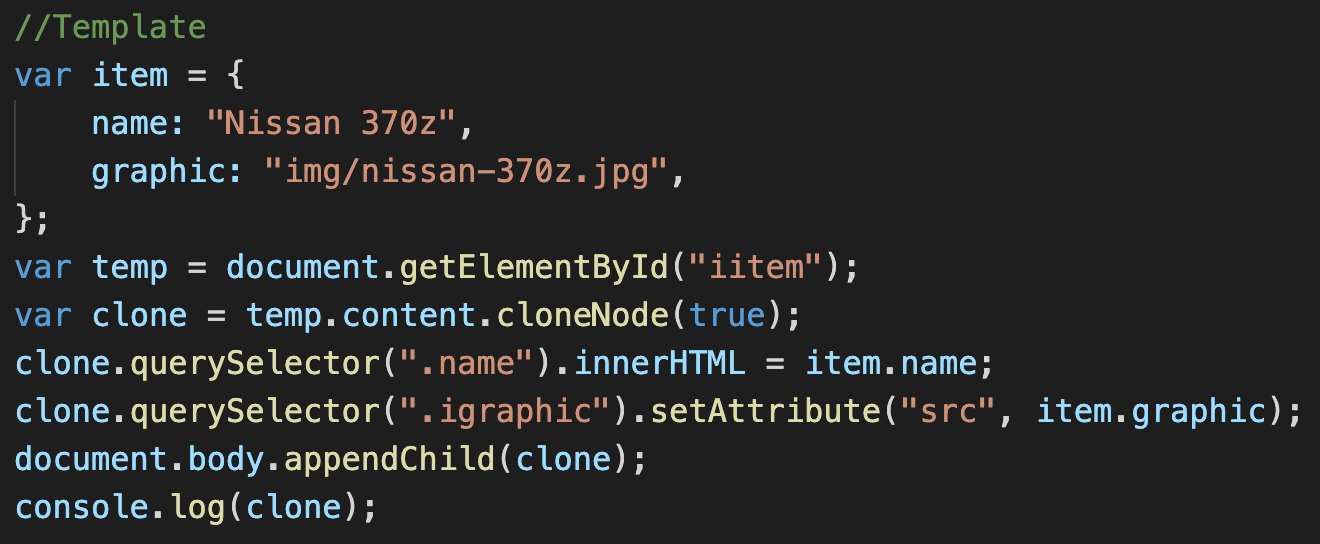 //Template
var item = {
    name: "Nissan 370z",
    graphic: "img/nissan-370z.jpg",
};
var temp = document.getElementById("iitem");
var clone = temp.content.cloneNode(true);
clone.querySelector(".name").innerHTML = item.name;
clone.querySelector(".igraphic").setAttribute("src", item.graphic);
document.body.appendChild(clone);
console.log(clone);